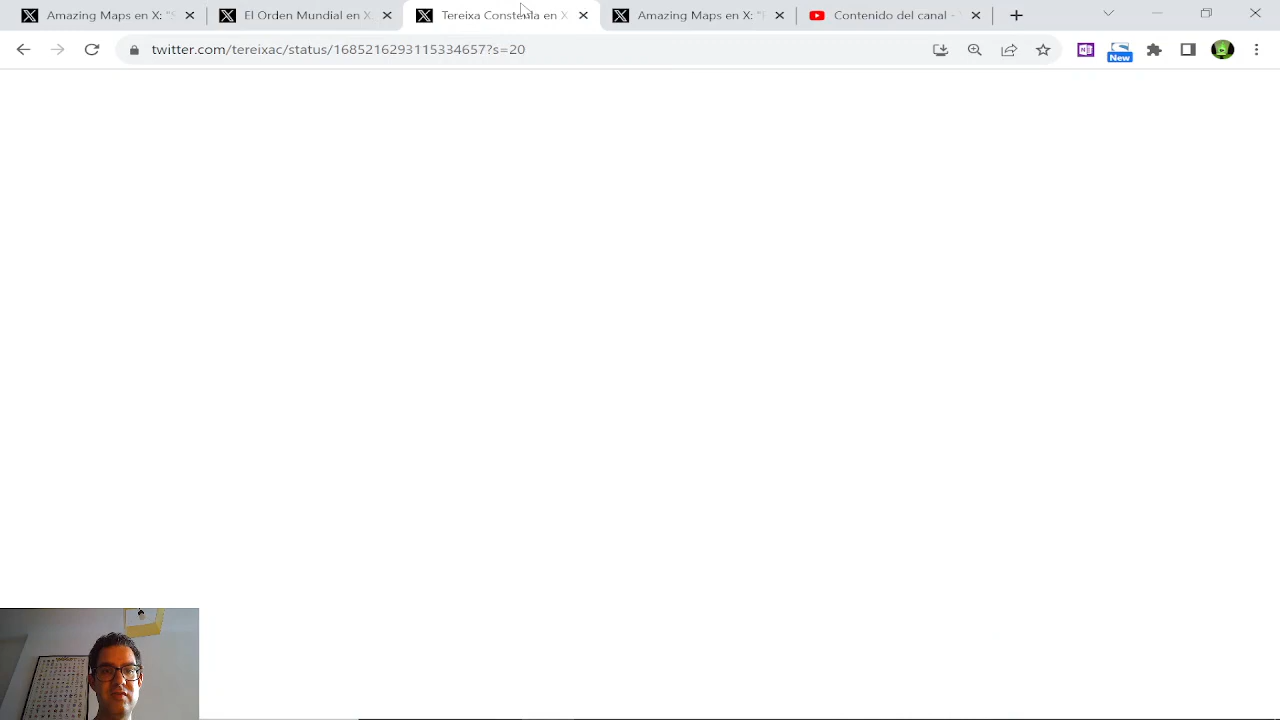 Amazing Maps en X: "S
El Orden Mundial en X
Tereixa Constenla en X
Amazing Maps en X: "
Contenido del canal -
twitter.com/tereixac/status/1685216293115334657?s=20
New